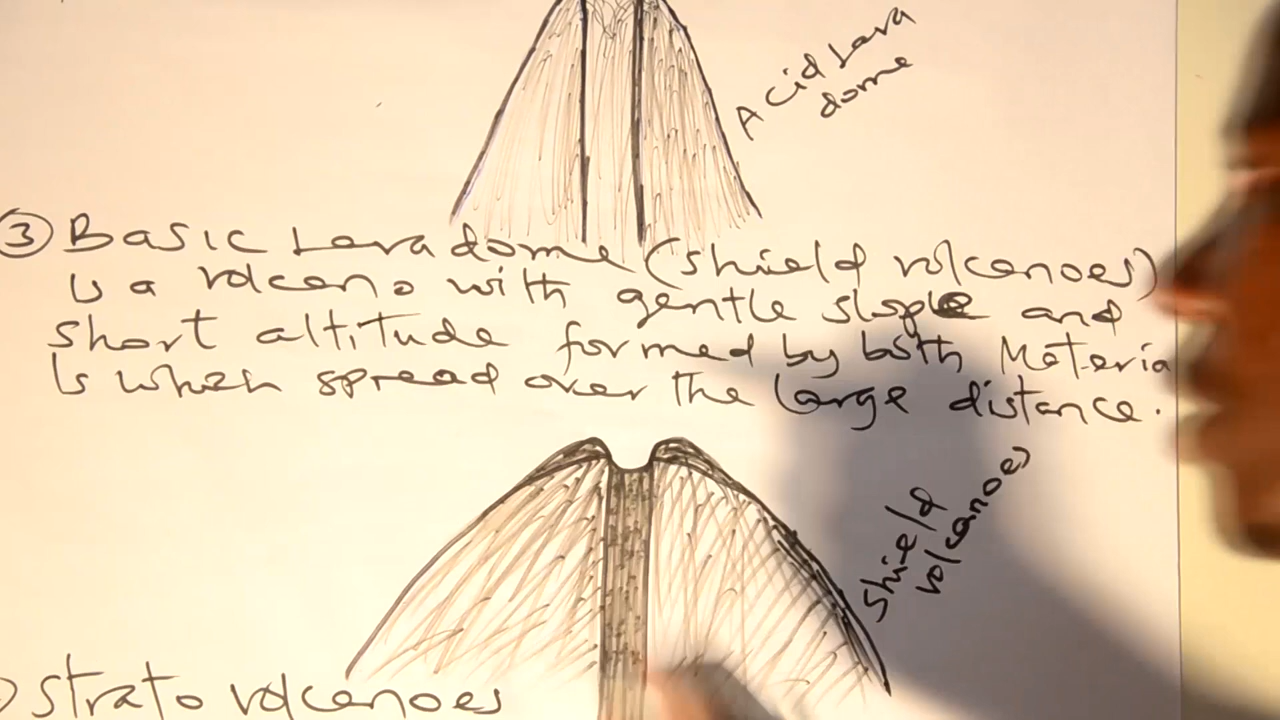 Acid Lava
dome
③ Basic Lava dome (shield volcanoes)
is a volcano with gentle slope and
short altitude formed by both Materia
ls when spread over the large distance.
Shield
volcanoes
Strato volcanoes